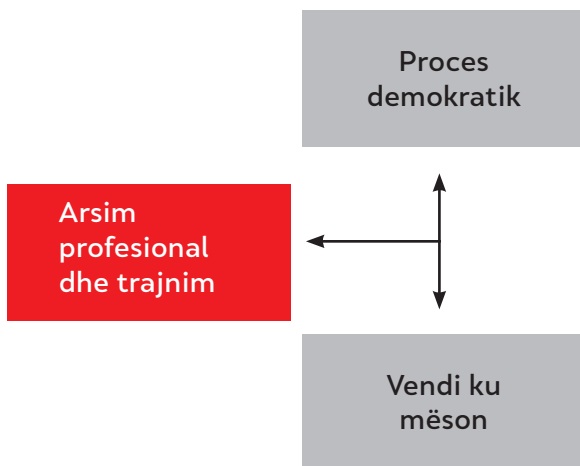 Proces
demokratik
Arsim
profesional
dhe trajnim
Vendi ku
mëson